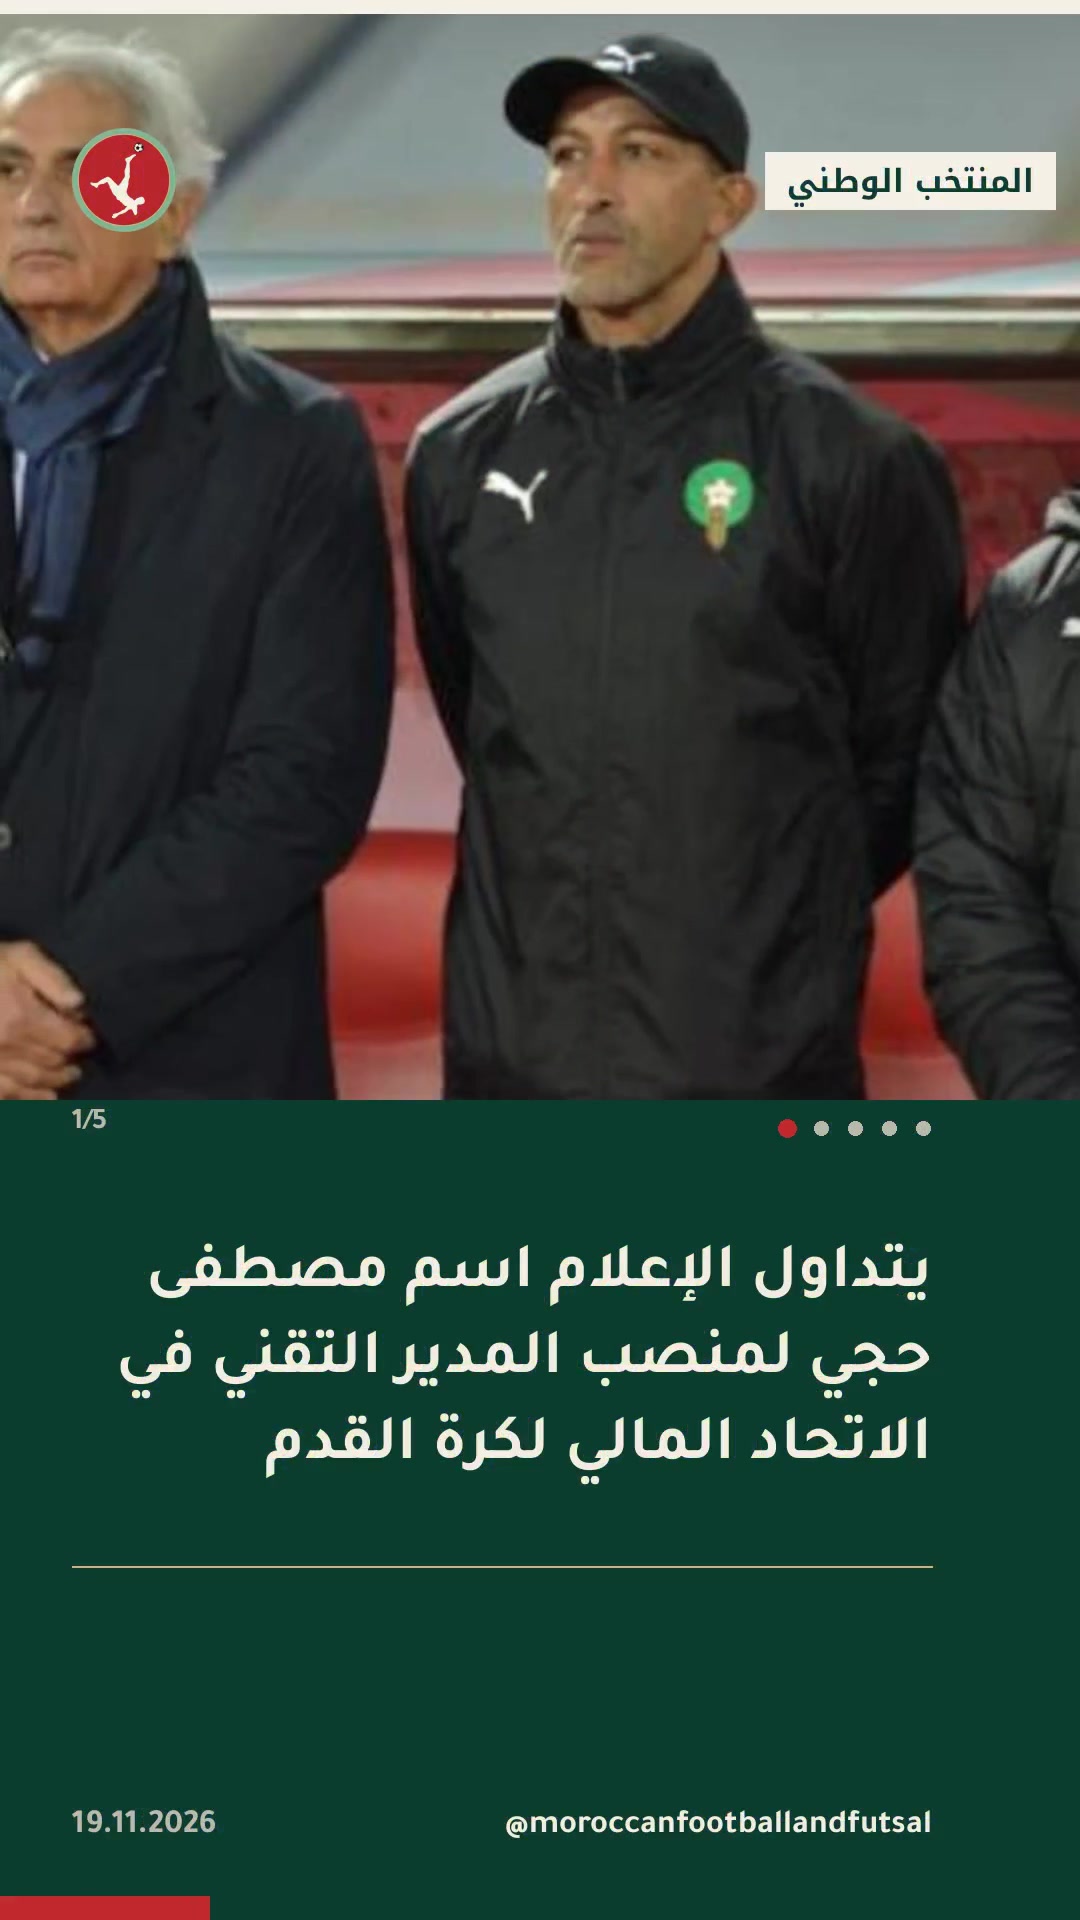 المنتخب الوطني
1/5
يتداول الإعلام اسم مصطفى
حجي لمنصب المدير التقني في
الاتحاد المالي لكرة القدم
19.11.2026
@moroccanfootballandfutsal